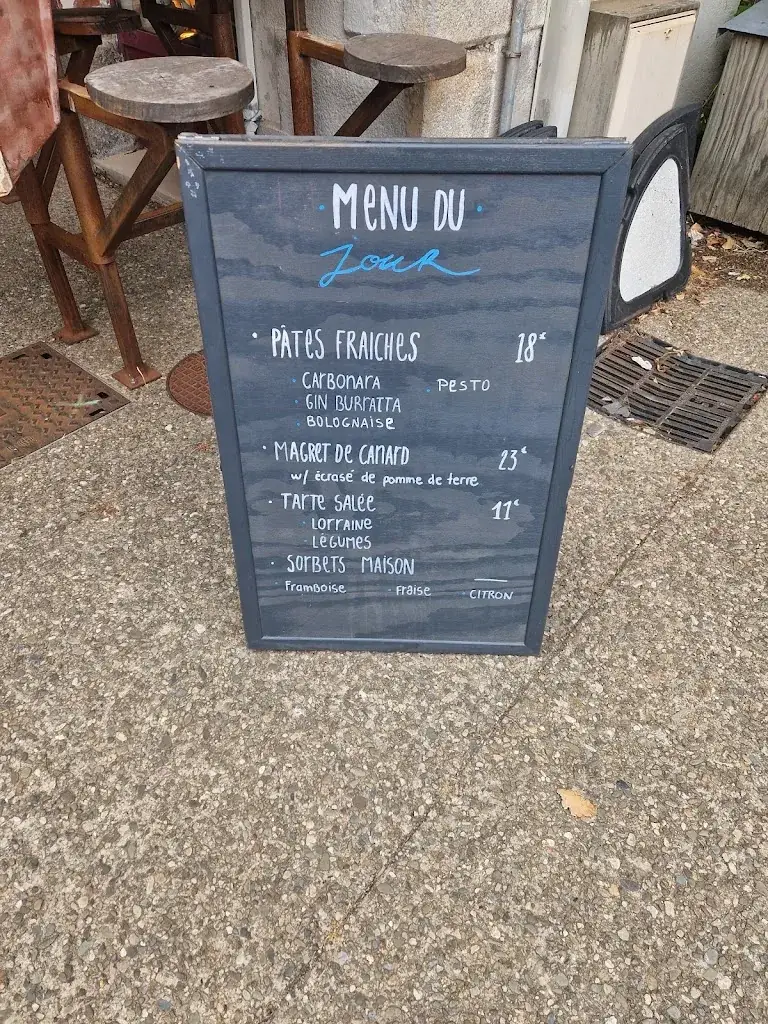 · MENU DU ·
Jour
· PÂTES FRAICHES 18€
· CARBONARA · PESTO
· GIN BURRATTA
· BOLOGNAISE
· MAGRET DE CANARD 23€
w/ écrasé de pomme de terre
· TARTE SALÉE 11€
· LORRAINE
· LÉGUMES
· SORBETS MAISON —
· Framboise · Fraise · CITRON